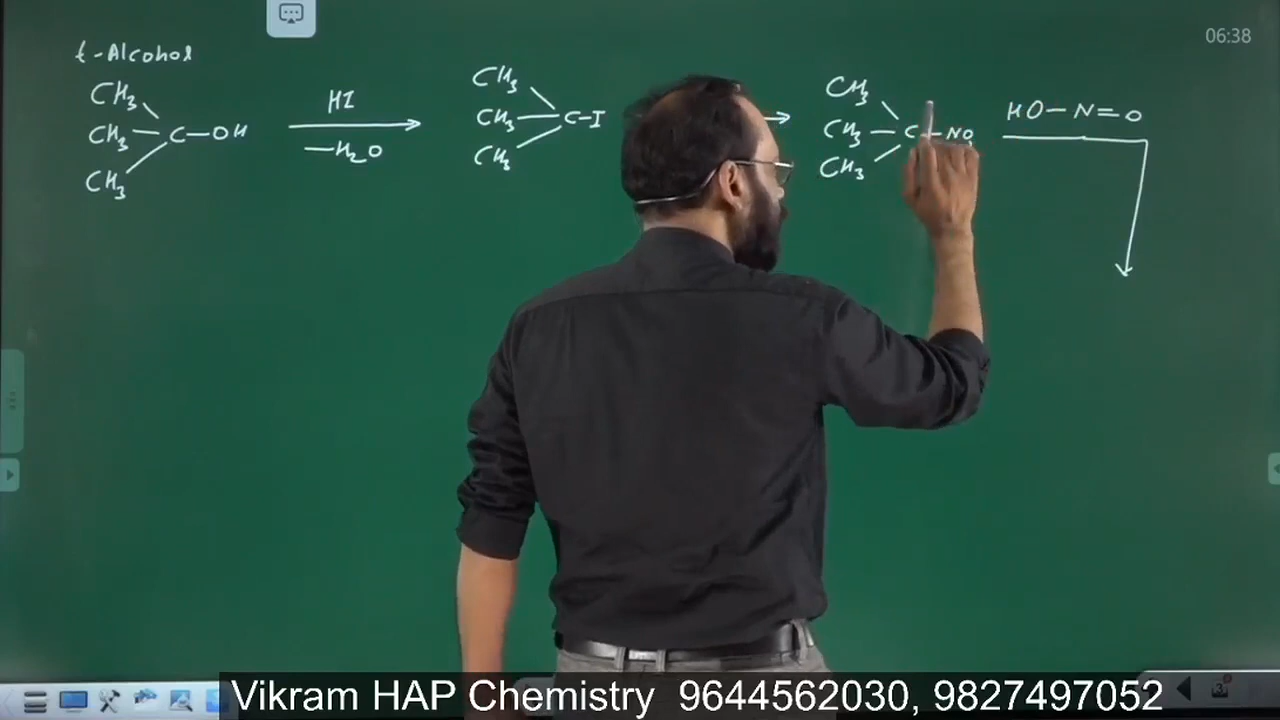 06:38
t-Alcohol
CH3
CH3 C-OH
CH3
HI
-H2O
CH3
CH3 C-I
CH3
CH3
CH3 C-NO2
CH3
HO-N=O
Vikram HAP Chemistry 9644562030, 9827497052